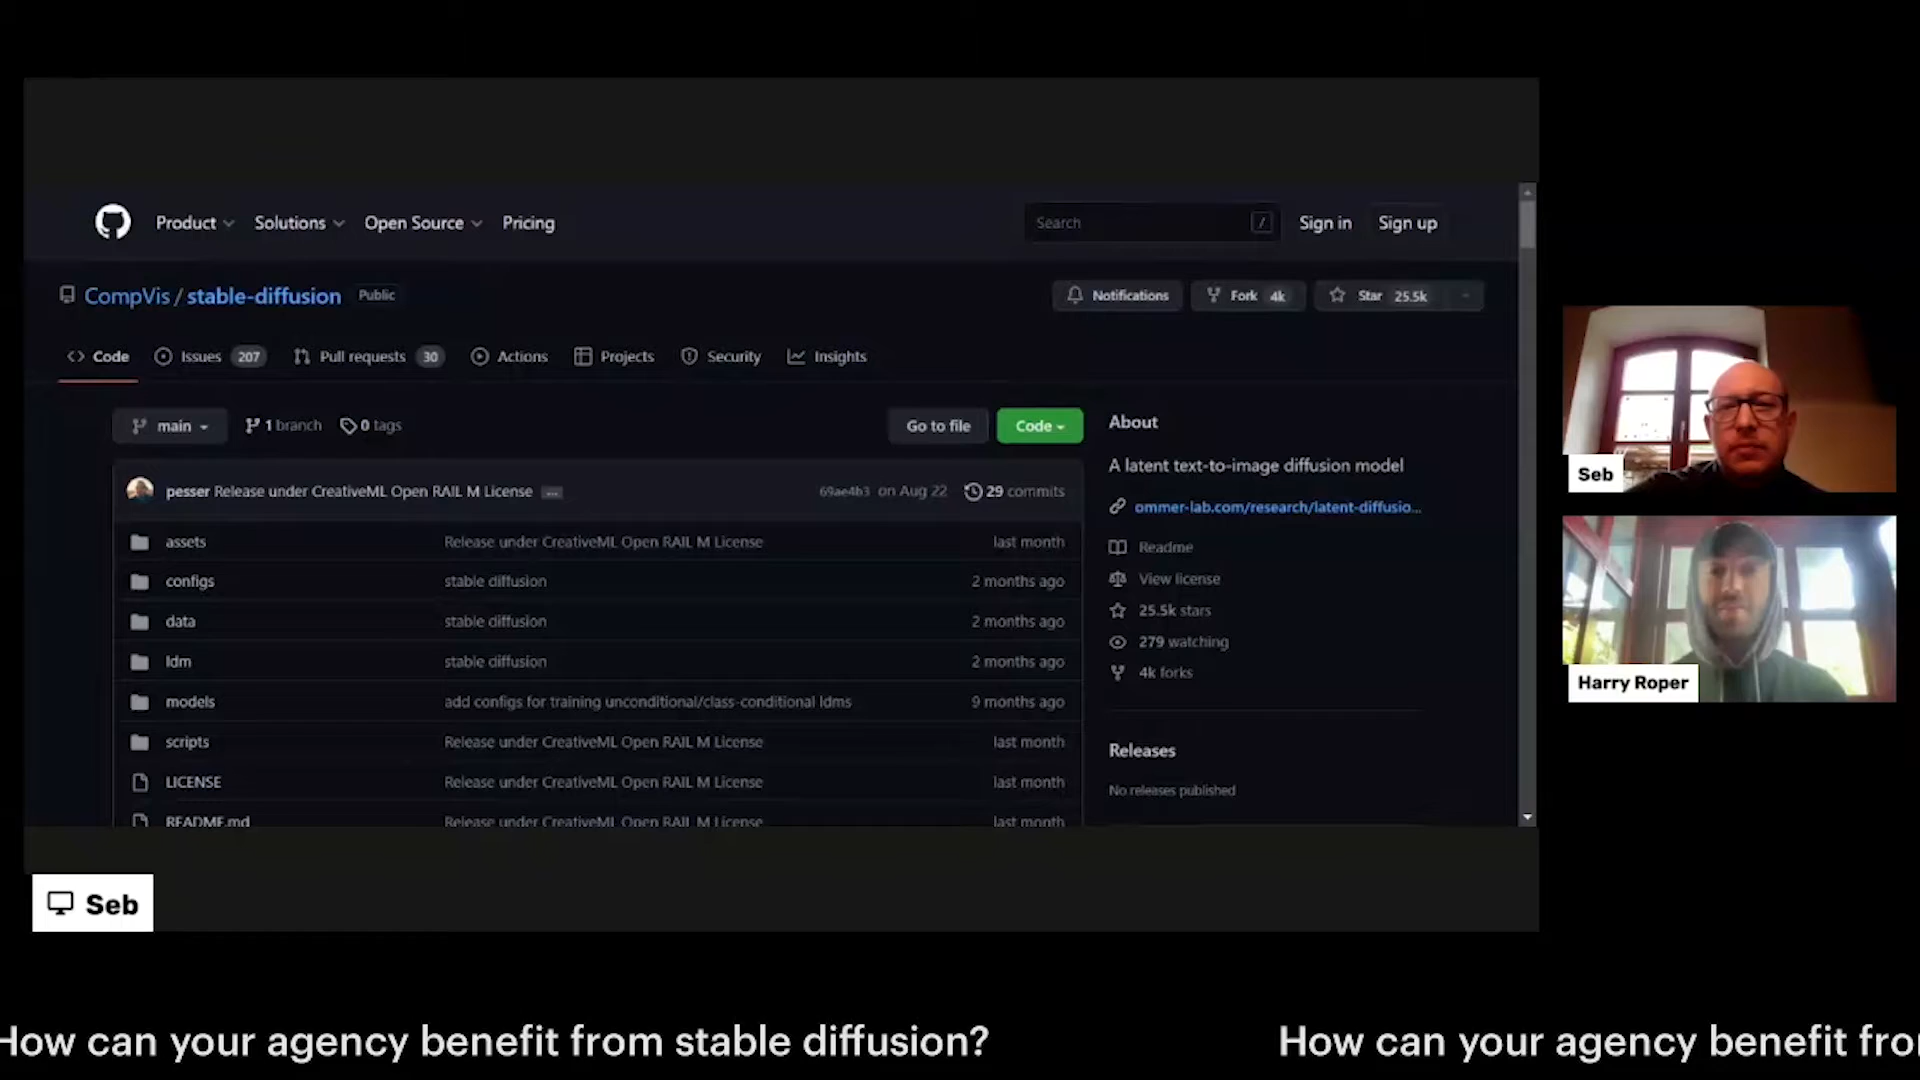 Product Solutions Open Source Pricing Search / Sign in Sign up
CompVis / stable-diffusion Public Notifications Fork 4k Star 25.5k
Code Issues 207 Pull requests 30 Actions Projects Security Insights
main 1 branch 0 tags Go to file Code
pesser Release under CreativeML Open RAIL M License ... 69ae4b3 on Aug 22 29 commits
assets Release under CreativeML Open RAIL M License last month
configs stable diffusion 2 months ago
data stable diffusion 2 months ago
ldm stable diffusion 2 months ago
models add configs for training unconditional/class-conditional ldms 9 months ago
scripts Release under CreativeML Open RAIL M License last month
LICENSE Release under CreativeML Open RAIL M License last month
README.md Release under CreativeML Open RAIL M License last month
About
A latent text-to-image diffusion model
ommer-lab.com/research/latent-diffusio...
Readme
View license
25.5k stars
279 watching
4k forks
Releases
No releases published
Seb
Harry Roper
Seb
How can your agency benefit from stable diffusion? How can your agency benefit fro